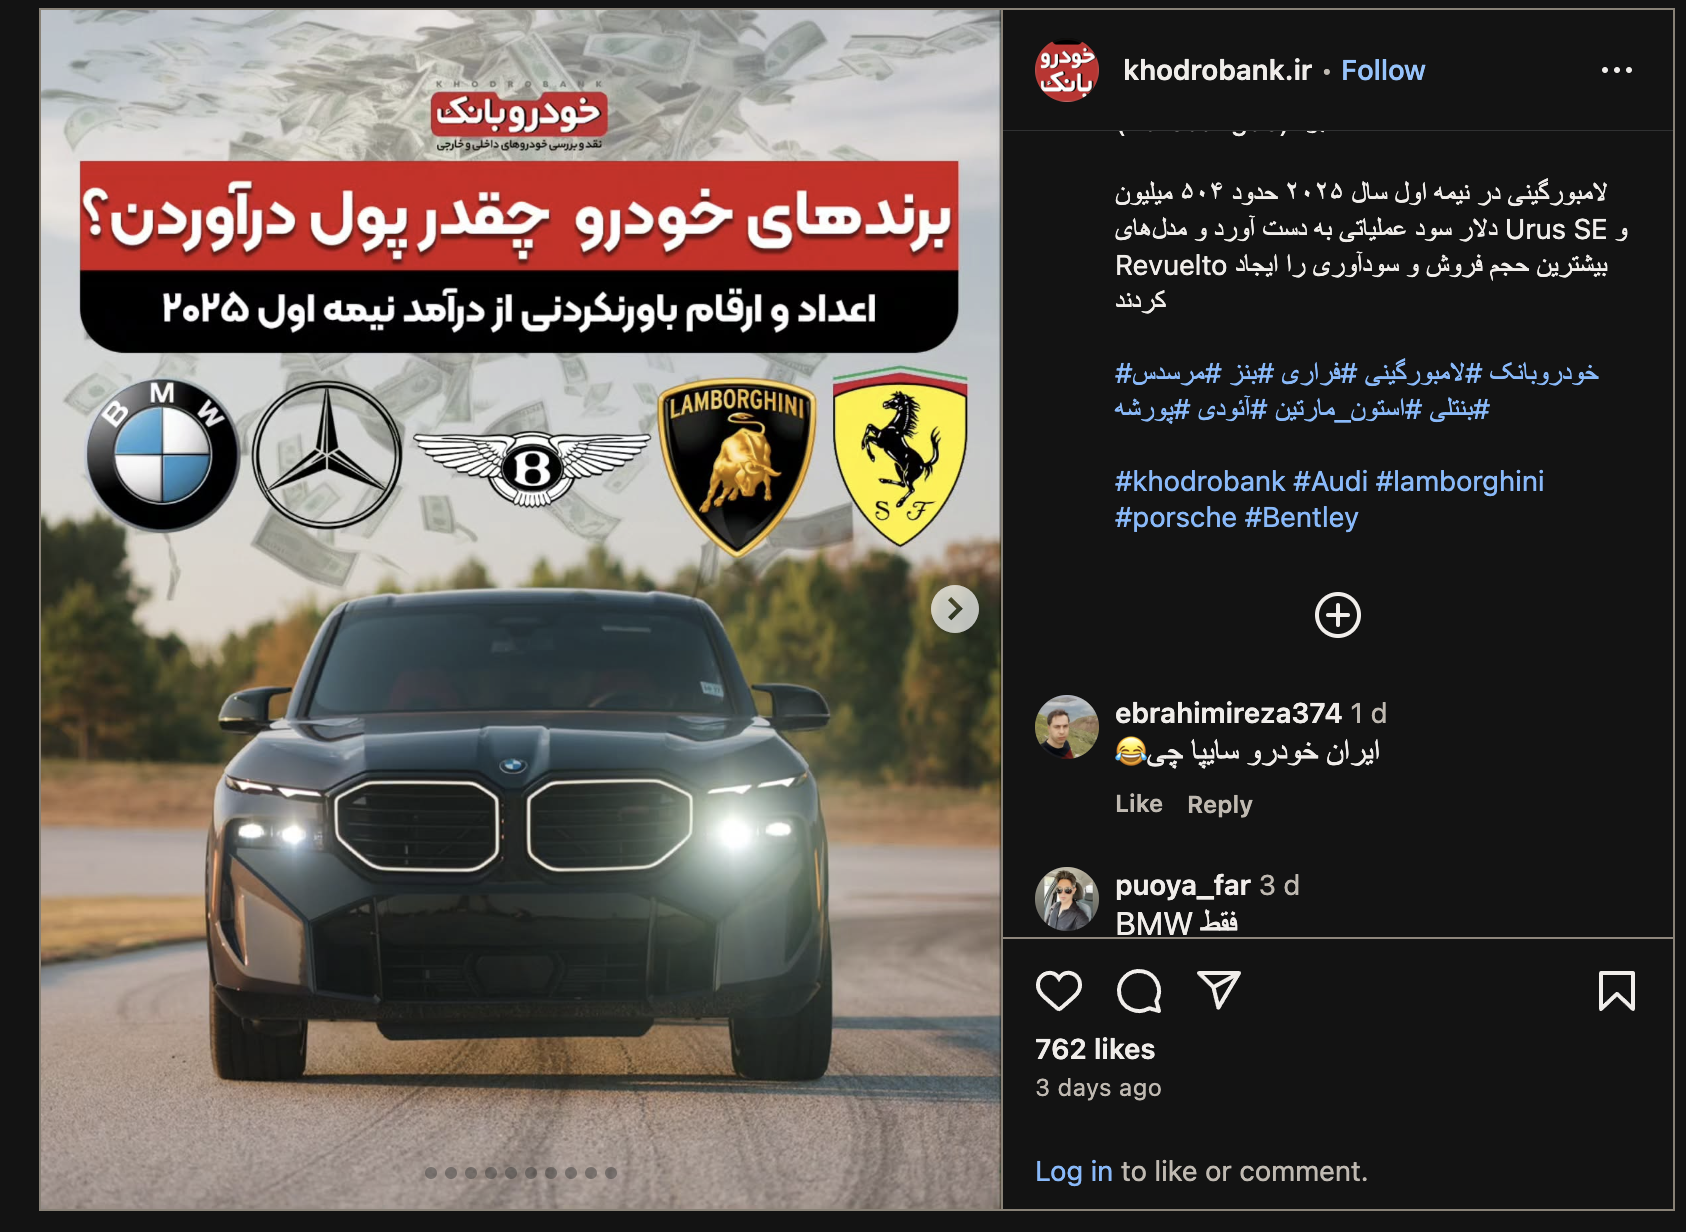 KHODROBANK
خودروبانک
نقد و بررسی خودروهای داخلی و خارجی
برندهای خودرو چقدر پول درآوردن؟
اعداد و ارقام باورنکردنی از درآمد نیمه اول ۲۰۲۵
BMW
B
LAMBORGHINI
S F
خودرو
بانک
khodrobank.ir • Follow
لامبورگینی در نیمه اول سال ۲۰۲۵ حدود ۵۰۴ میلیون
دلار سود عملیاتی به دست آورد و مدل‌های Urus SE و
Revuelto بیشترین حجم فروش و سودآوری را ایجاد
کردند
#خودروبانک #لامبورگینی #فراری #بنز #مرسدس
#بنتلی #استون_مارتین #آئودی #پورشه
#khodrobank #Audi #lamborghini
#porsche #Bentley
ebrahimireza374 1 d
ایران خودرو سایپا چی😂
Like Reply
puoya_far 3 d
فقط BMW
762 likes
3 days ago
Log in to like or comment.